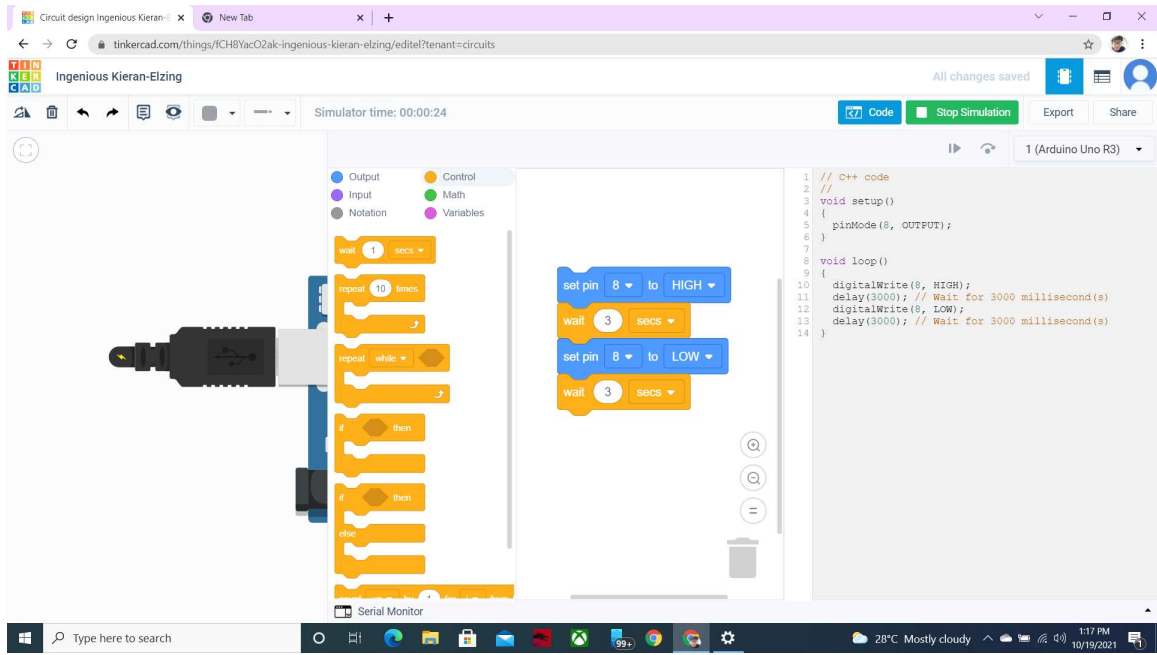 Circuit design Ingenious Kieran-E
New Tab
tinkercad.com/things/fCH8YacO2ak-ingenious-kieran-elzing/editel?tenant=circuits
TIN
KER
CAD
Ingenious Kieran-Elzing
All changes saved
Simulator time: 00:00:24
Code
Stop Simulation
Export
Share
1 (Arduino Uno R3)
Output
Control
Input
Math
Notation
Variables
wait 1 secs
repeat 10 times
repeat while
if then
if then
else
set pin 8 to HIGH
wait 3 secs
set pin 8 to LOW
wait 3 secs
1 // C++ code
2 //
3 void setup()
4 {
5 pinMode(8, OUTPUT);
6 }
7
8 void loop()
9 {
10 digitalWrite(8, HIGH);
11 delay(3000); // Wait for 3000 millisecond(s)
12 digitalWrite(8, LOW);
13 delay(3000); // Wait for 3000 millisecond(s)
14 }
Serial Monitor
Type here to search
99+
28°C Mostly cloudy
1:17 PM
10/19/2021
1